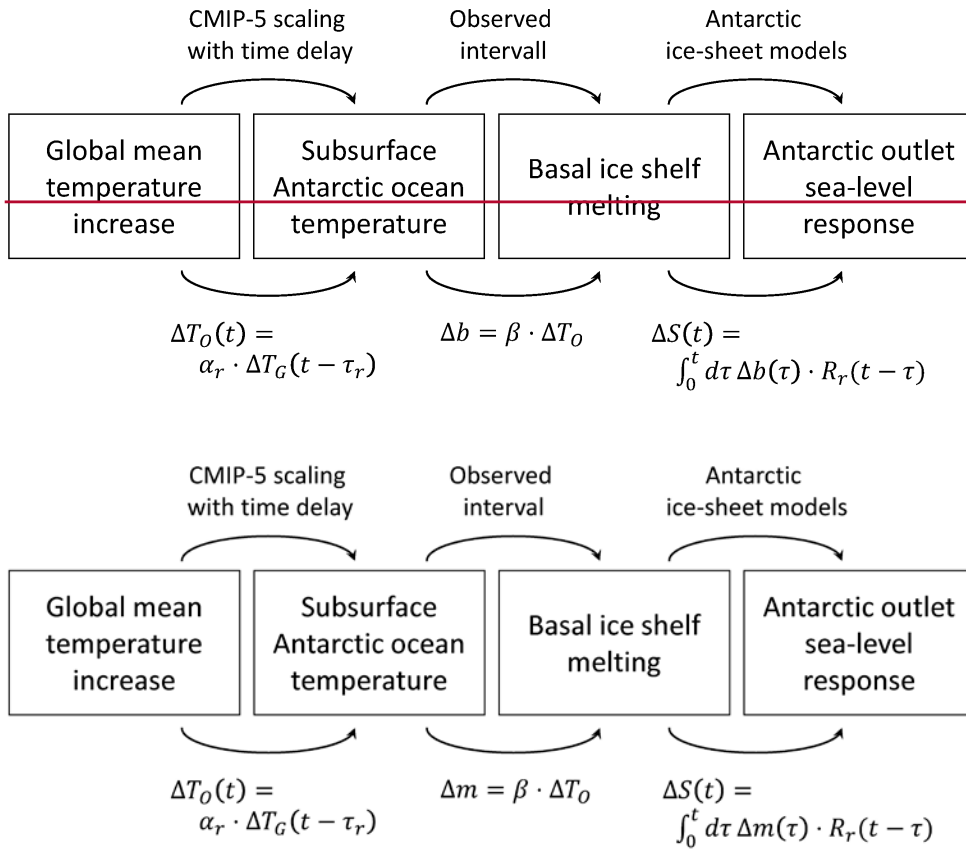 CMIP-5 scaling
with time delay
Observed
intervall
Antarctic
ice-sheet models
Global mean
temperature
increase
Subsurface
Antarctic ocean
temperature
Basal ice shelf
melting
Antarctic outlet
sea-level
response
ΔT_O(t) =
α_r · ΔT_G(t − τ_r)
Δb = β · ΔT_O
ΔS(t) =
∫_0^t dτ Δb(τ) · R_r(t − τ)
CMIP-5 scaling
with time delay
Observed
interval
Antarctic
ice-sheet models
Global mean
temperature
increase
Subsurface
Antarctic ocean
temperature
Basal ice shelf
melting
Antarctic outlet
sea-level
response
ΔT_O(t) =
α_r · ΔT_G(t − τ_r)
Δm = β · ΔT_O
ΔS(t) =
∫_0^t dτ Δm(τ) · R_r(t − τ)